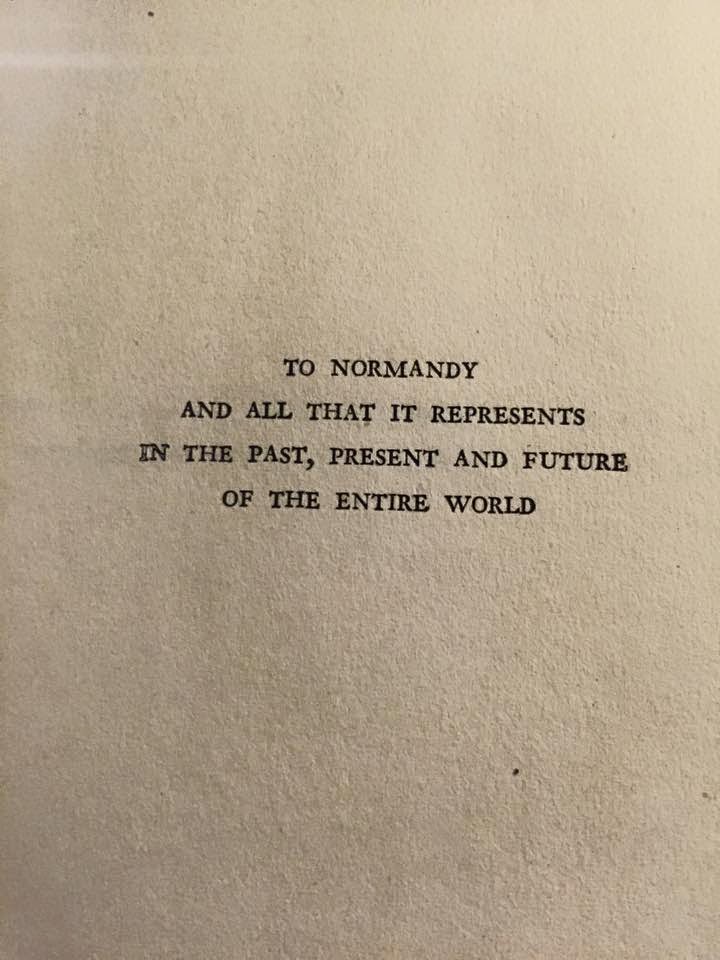 TO NORMANDY
AND ALL THAT IT REPRESENTS
IN THE PAST, PRESENT AND FUTURE
OF THE ENTIRE WORLD